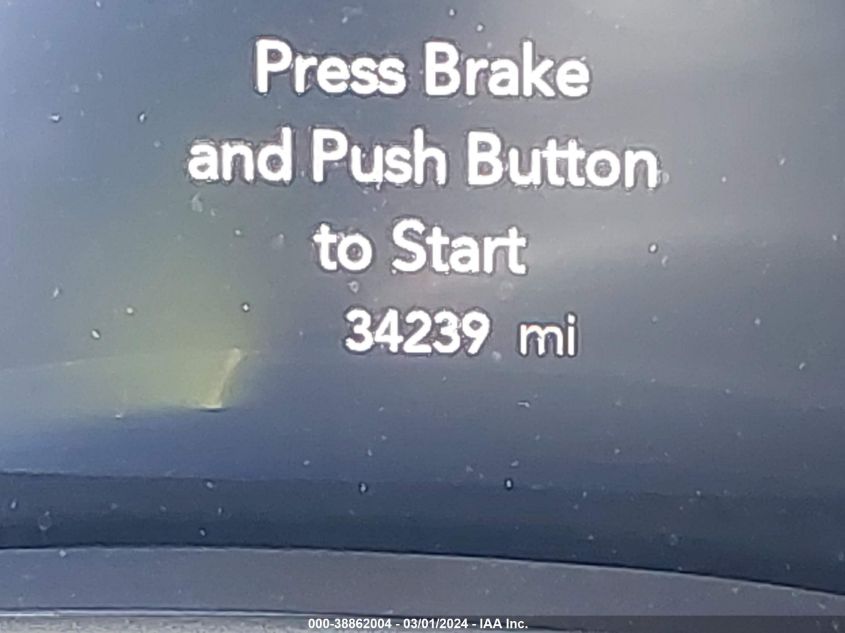 Press Brake
and Push Button
to Start
34239 mi
000-38862004 - 03/01/2024 - IAA Inc.